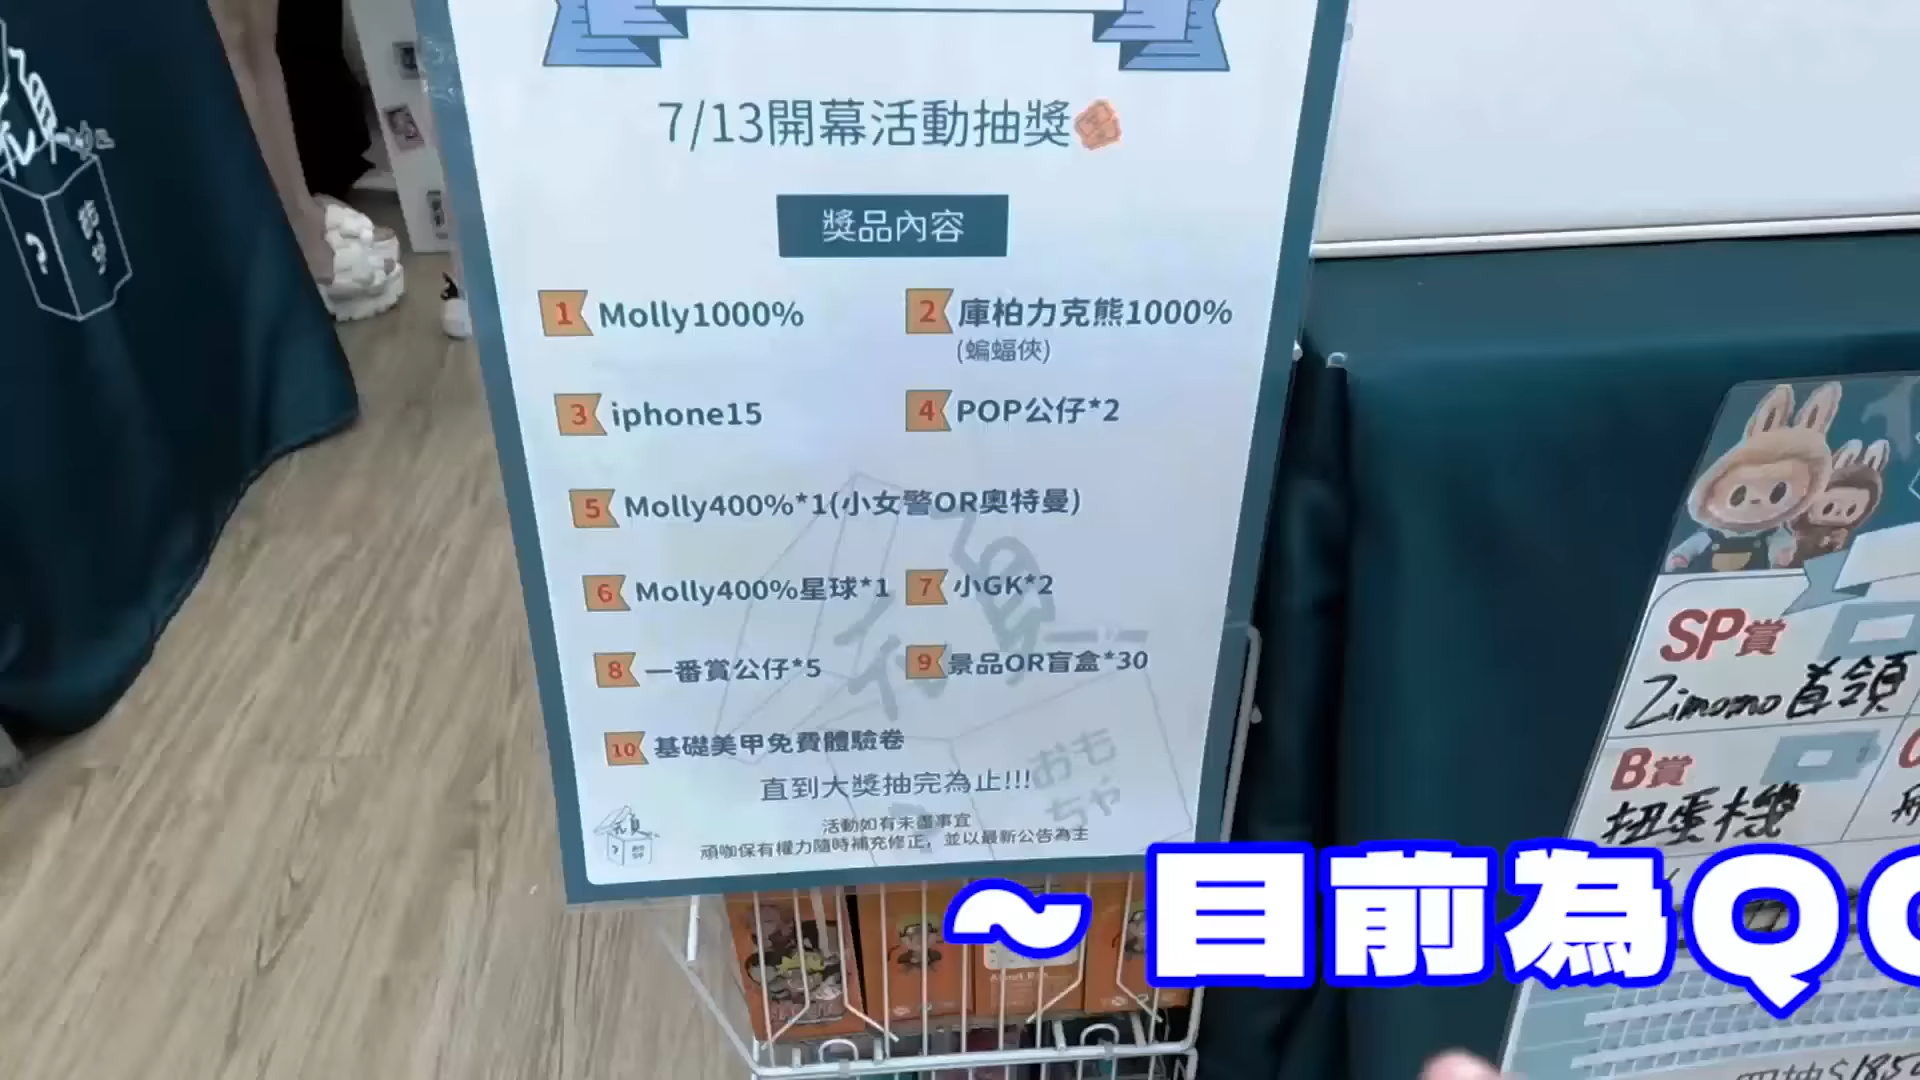 7/13開幕活動抽獎
獎品內容
1 Molly1000%
2 庫柏力克熊1000%
(蝙蝠俠)
3 iphone15
4 POP公仔*2
5 Molly400%*1(小女警OR奧特曼)
6 Molly400%星球*1
7 小GK*2
8 一番賞公仔*5
9 景品OR盲盒*30
10 基礎美甲免費體驗卷
直到大獎抽完為止!!!
活動如有未盡事宜
頑咖保有權力隨時補充修正，並以最新公告為主
おも
ちゃ
SP賞
Zimomo首領
B賞
扭蛋機
~ 目前為Q